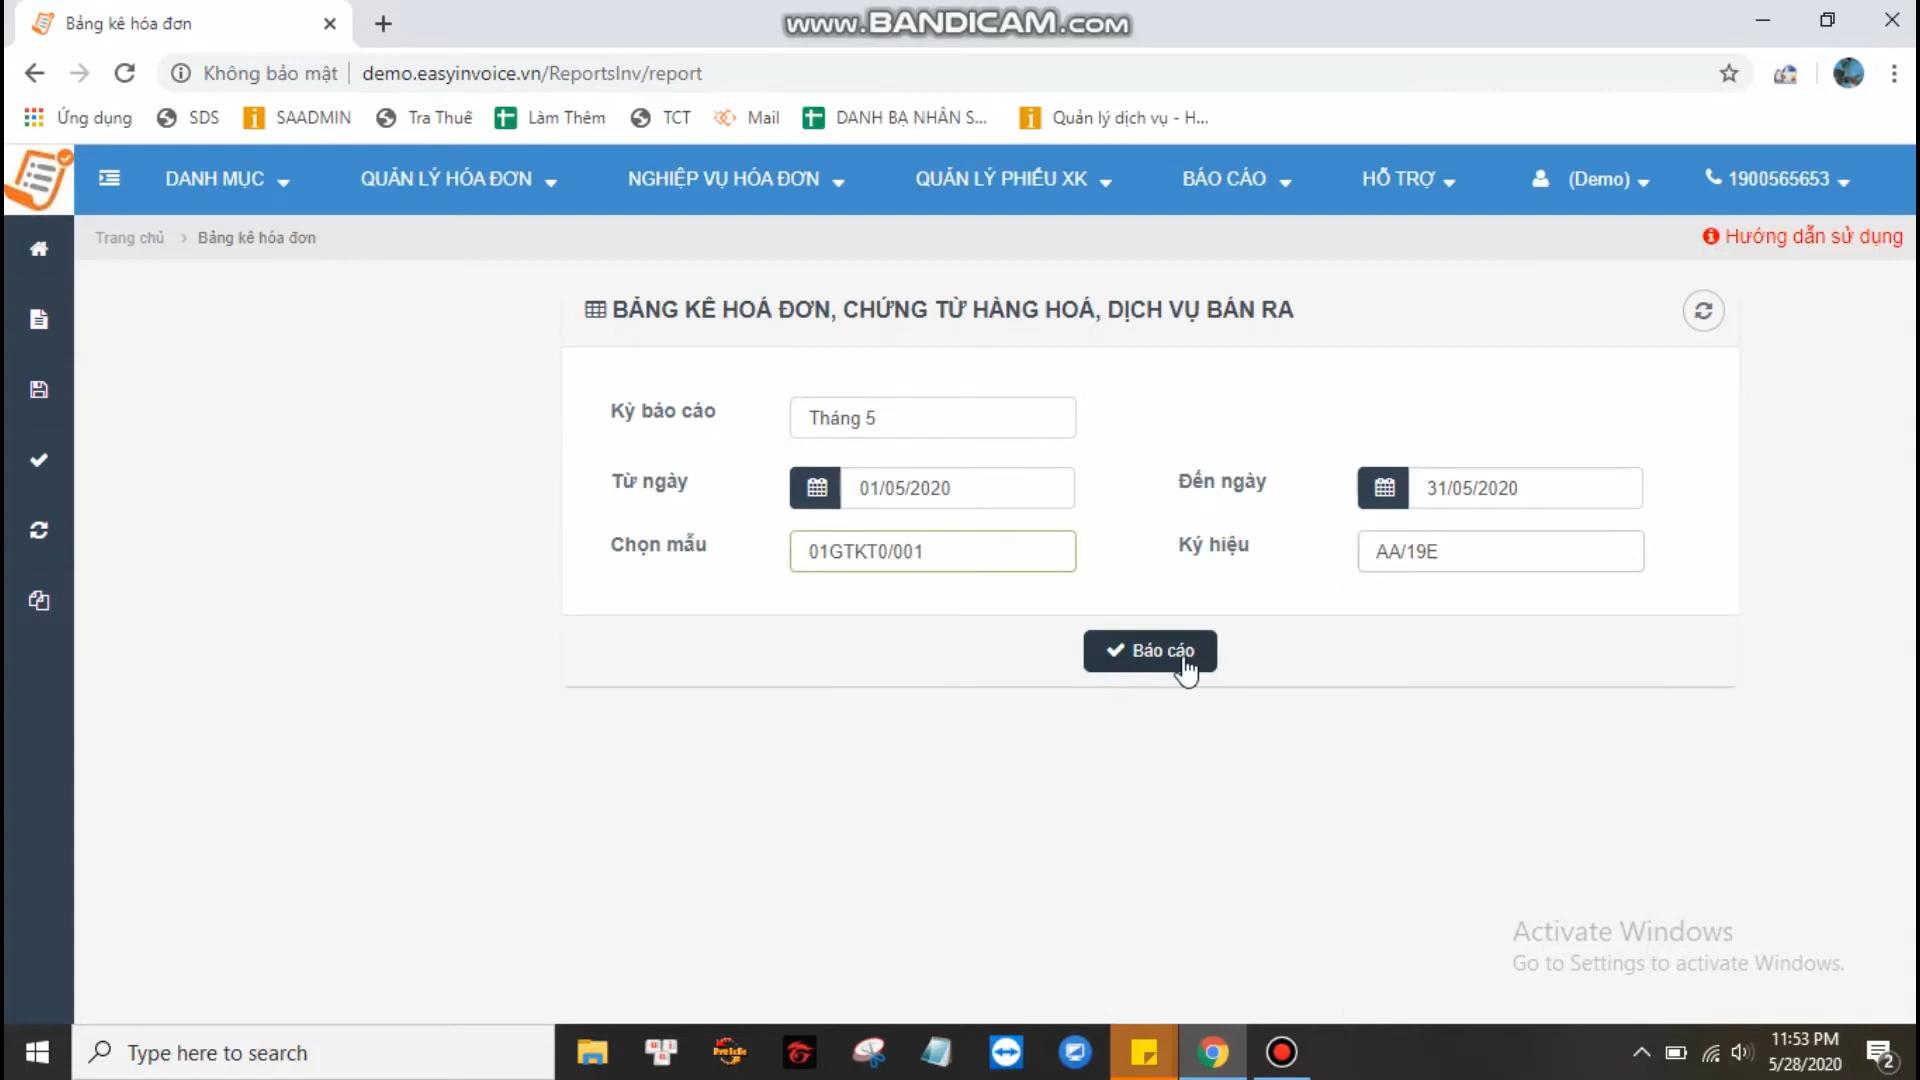 Bảng kê hóa đơn
www.BANDICAM.com
Không bảo mật
demo.easyinvoice.vn/ReportsInv/report
Ứng dụng
SDS
SAADMIN
Tra Thuế
Làm Thêm
TCT
Mail
DANH BẠ NHÂN S...
Quản lý dịch vụ - H...
DANH MỤC
QUẢN LÝ HÓA ĐƠN
NGHIỆP VỤ HÓA ĐƠN
QUẢN LÝ PHIẾU XK
BÁO CÁO
HỖ TRỢ
(Demo)
1900565653
Trang chủ > Bảng kê hóa đơn
Hướng dẫn sử dụng
BẢNG KÊ HOÁ ĐƠN, CHỨNG TỪ HÀNG HOÁ, DỊCH VỤ BÁN RA
Kỳ báo cáo
Tháng 5
Từ ngày
01/05/2020
Đến ngày
31/05/2020
Chọn mẫu
01GTKT0/001
Ký hiệu
AA/19E
Báo cáo
Activate Windows
Go to Settings to activate Windows.
Type here to search
11:53 PM
5/28/2020
2